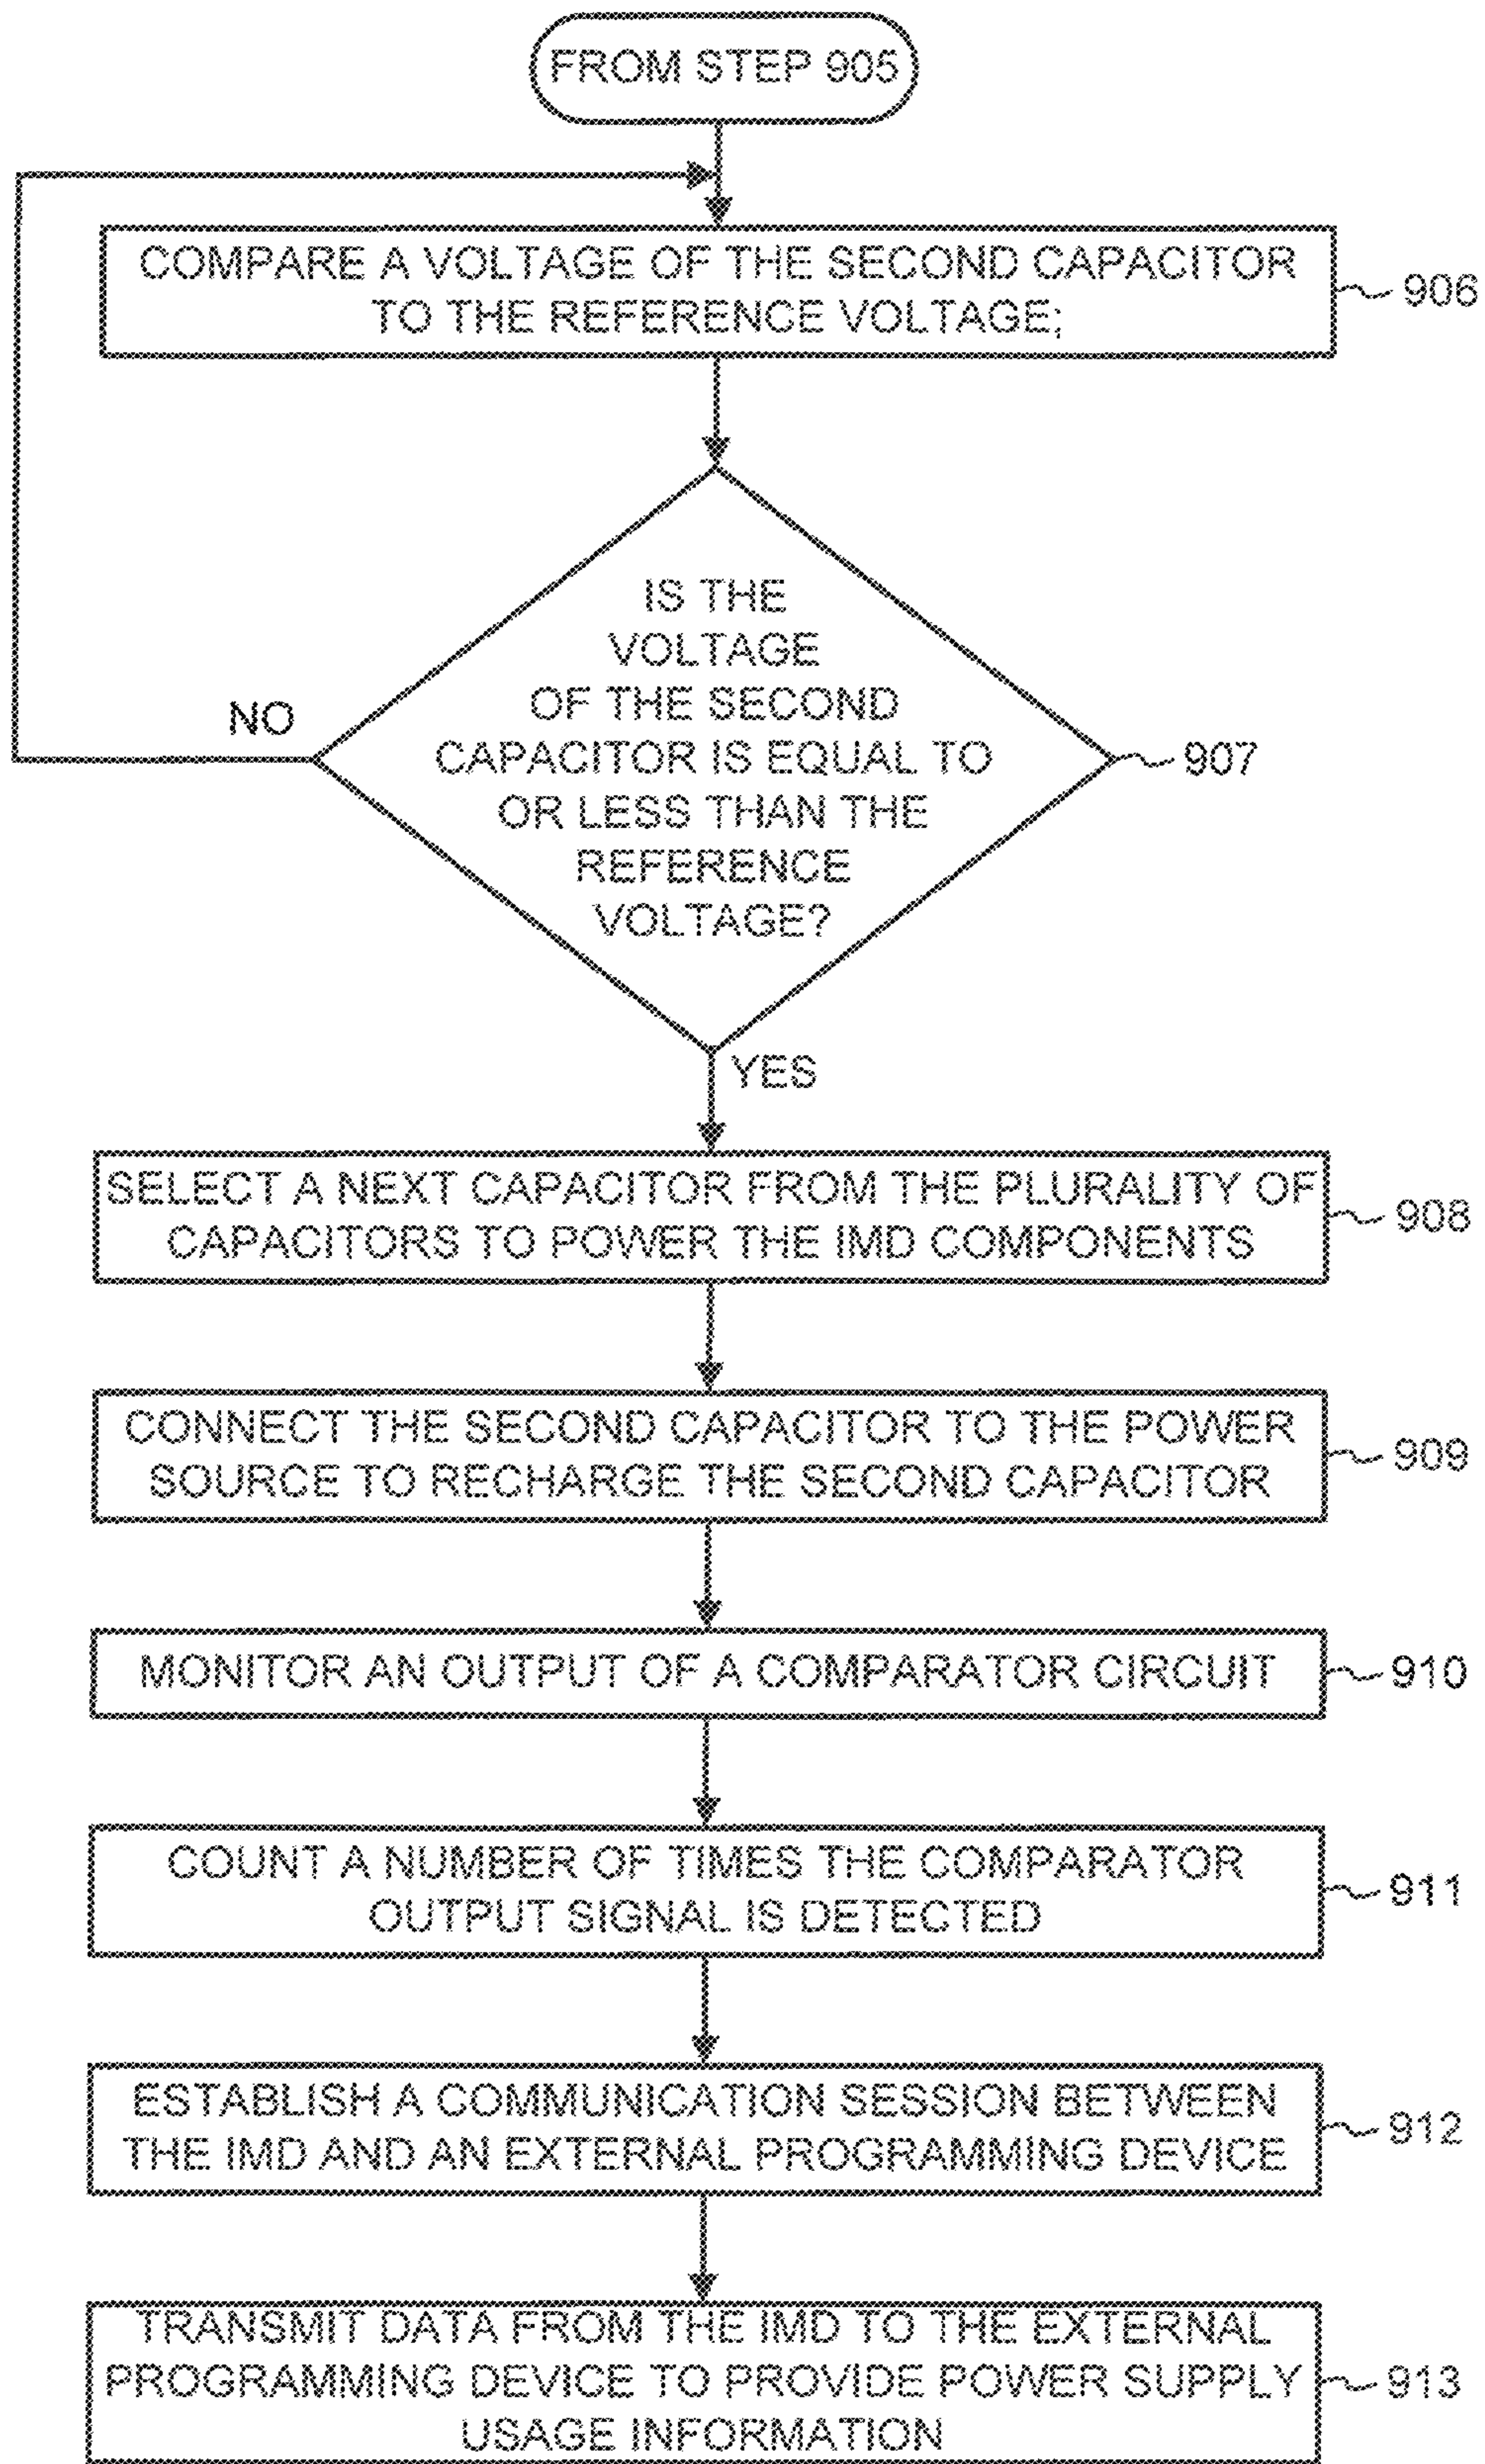 FROM STEP 905
COMPARE A VOLTAGE OF THE SECOND CAPACITOR
TO THE REFERENCE VOLTAGE;
906
IS THE
VOLTAGE
OF THE SECOND
CAPACITOR IS EQUAL TO
OR LESS THAN THE
REFERENCE
VOLTAGE?
907
NO
YES
SELECT A NEXT CAPACITOR FROM THE PLURALITY OF
CAPACITORS TO POWER THE IMD COMPONENTS
908
CONNECT THE SECOND CAPACITOR TO THE POWER
SOURCE TO RECHARGE THE SECOND CAPACITOR
909
MONITOR AN OUTPUT OF A COMPARATOR CIRCUIT
910
COUNT A NUMBER OF TIMES THE COMPARATOR
OUTPUT SIGNAL IS DETECTED
911
ESTABLISH A COMMUNICATION SESSION BETWEEN
THE IMD AND AN EXTERNAL PROGRAMMING DEVICE
912
TRANSMIT DATA FROM THE IMD TO THE EXTERNAL
PROGRAMMING DEVICE TO PROVIDE POWER SUPPLY
USAGE INFORMATION
913